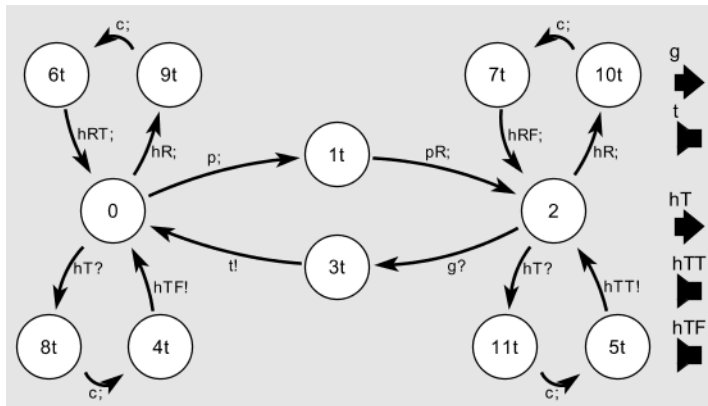 c;
c;
g
6t
9t
7t
10t
t
hRT;
hR;
hRF;
hR;
p;
1t
pR;
0
2
hT
t!
3t
g?
hT?
hTF!
hT?
hTT!
hTT
8t
4t
11t
5t
hTF
c;
c;